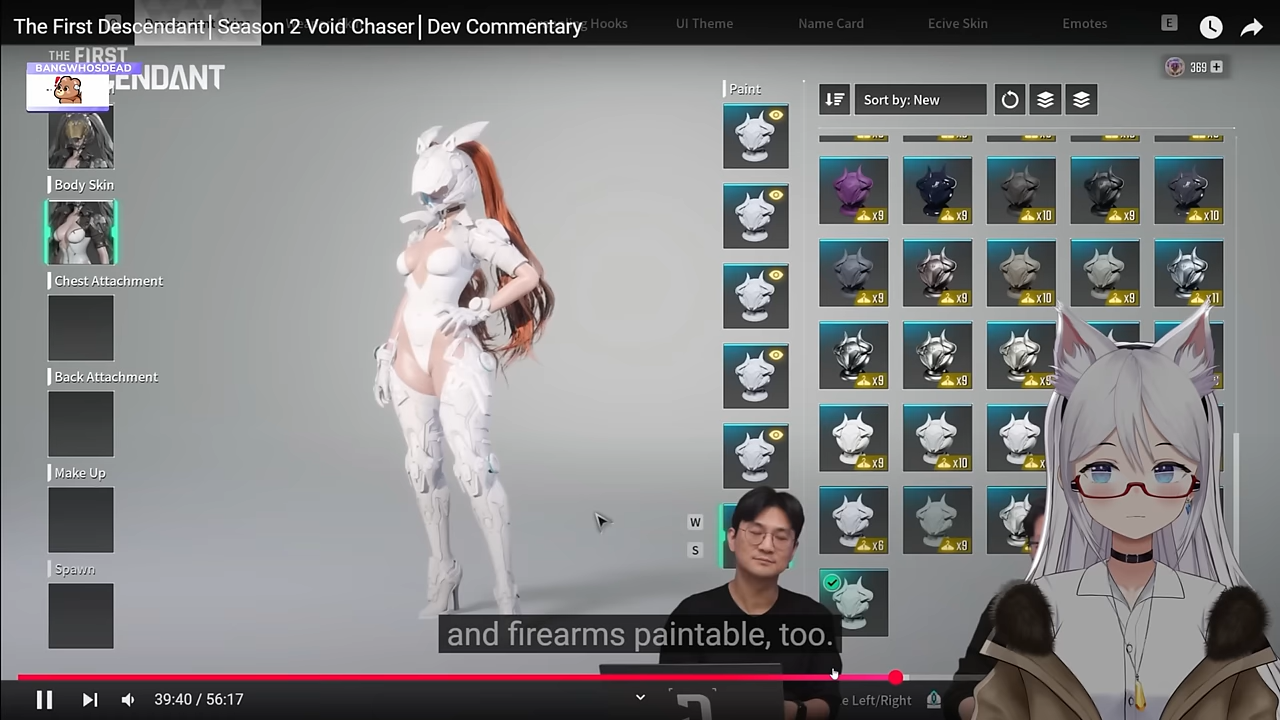 The First Descendant | Season 2 Void Chaser | Dev Commentary
Hooks
UI Theme
Name Card
Ecive Skin
Emotes
E
THE FIRST
ENDANT
BANGWHOSDEAD
369
Paint
Sort by: New
Body Skin
Chest Attachment
Back Attachment
Make Up
Spawn
x9
x9
x10
x9
x10
x9
x9
x10
x9
x11
x9
x9
x9
x10
x6
x9
W
S
and firearms paintable, too.
39:40 / 56:17
e Left/Right